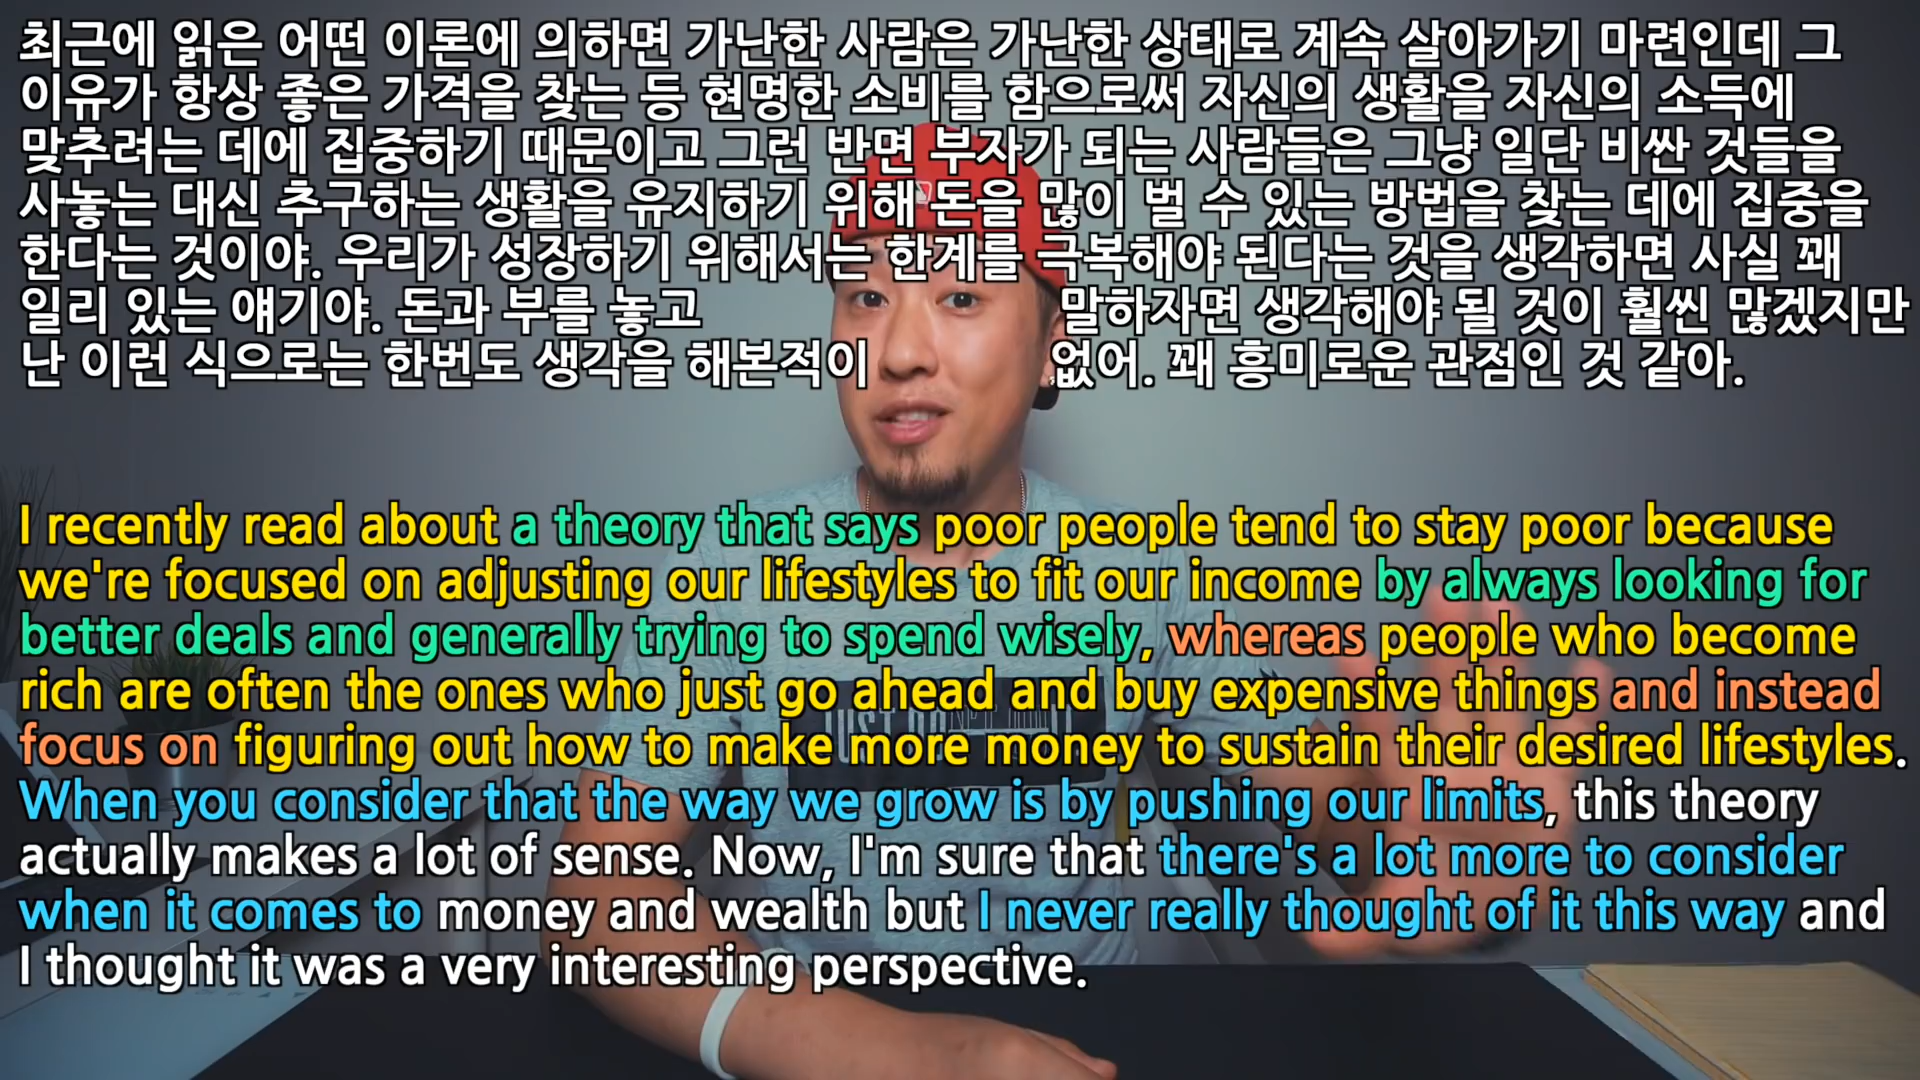 최근에 읽은 어떤 이론에 의하면 가난한 사람은 가난한 상태로 계속 살아가기 마련인데 그
이유가 항상 좋은 가격을 찾는 등 현명한 소비를 함으로써 자신의 생활을 자신의 소득에
맞추려는 데에 집중하기 때문이고 그런 반면 부자가 되는 사람들은 그냥 일단 비싼 것들을
사놓는 대신 추구하는 생활을 유지하기 위해 돈을 많이 벌 수 있는 방법을 찾는 데에 집중을
한다는 것이야. 우리가 성장하기 위해서는 한계를 극복해야 된다는 것을 생각하면 사실 꽤
일리 있는 얘기야. 돈과 부를 놓고 말하자면 생각해야 될 것이 훨씬 많겠지만
난 이런 식으로는 한번도 생각을 해본적이 없어. 꽤 흥미로운 관점인 것 같아.
I recently read about a theory that says poor people tend to stay poor because
we're focused on adjusting our lifestyles to fit our income by always looking for
better deals and generally trying to spend wisely, whereas people who become
rich are often the ones who just go ahead and buy expensive things and instead
focus on figuring out how to make more money to sustain their desired lifestyles.
When you consider that the way we grow is by pushing our limits, this theory
actually makes a lot of sense. Now, I'm sure that there's a lot more to consider
when it comes to money and wealth but I never really thought of it this way and
I thought it was a very interesting perspective.